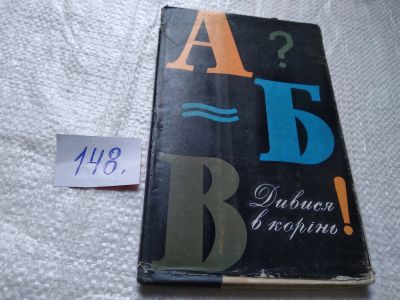 А ?
≈ Б
В
Дивися
в корінь!
148.